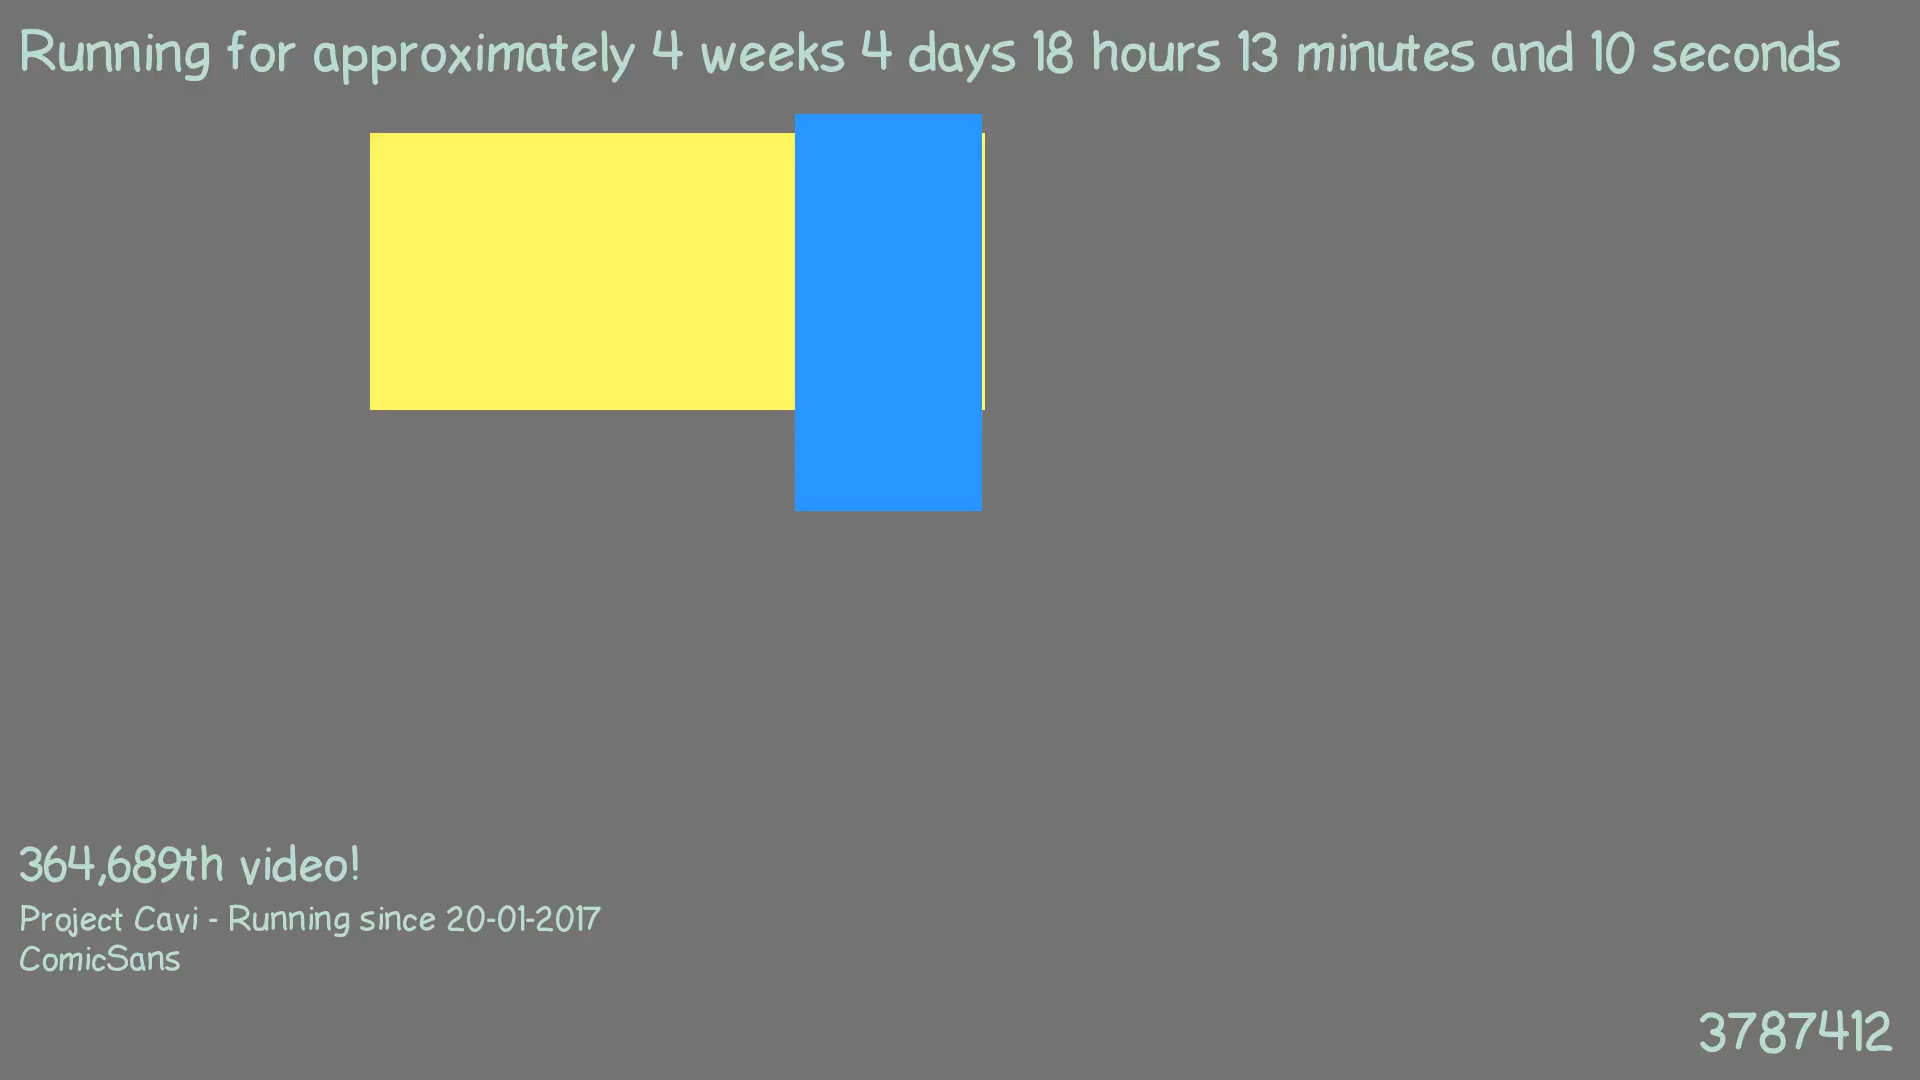 Running for approximately 4 weeks 4 days 18 hours 13 minutes and 10 seconds
364,689th video!
Project Cavi - Running since 20-01-2017
ComicSans
3787412